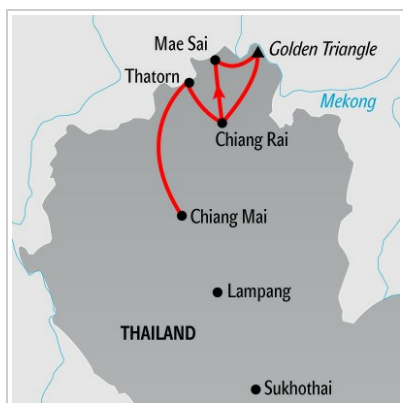 Mae Sai
Golden Triangle
Thatorn
Mekong
Chiang Rai
Chiang Mai
Lampang
THAILAND
Sukhothai